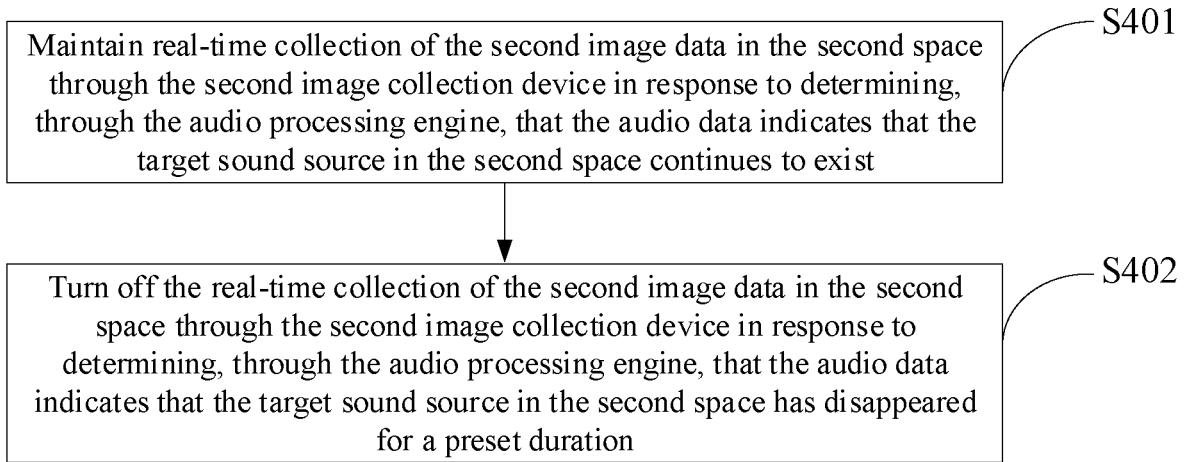 S401
Maintain real-time collection of the second image data in the second space
through the second image collection device in response to determining,
through the audio processing engine, that the audio data indicates that the
target sound source in the second space continues to exist
S402
Turn off the real-time collection of the second image data in the second
space through the second image collection device in response to
determining, through the audio processing engine, that the audio data
indicates that the target sound source in the second space has disappeared
for a preset duration